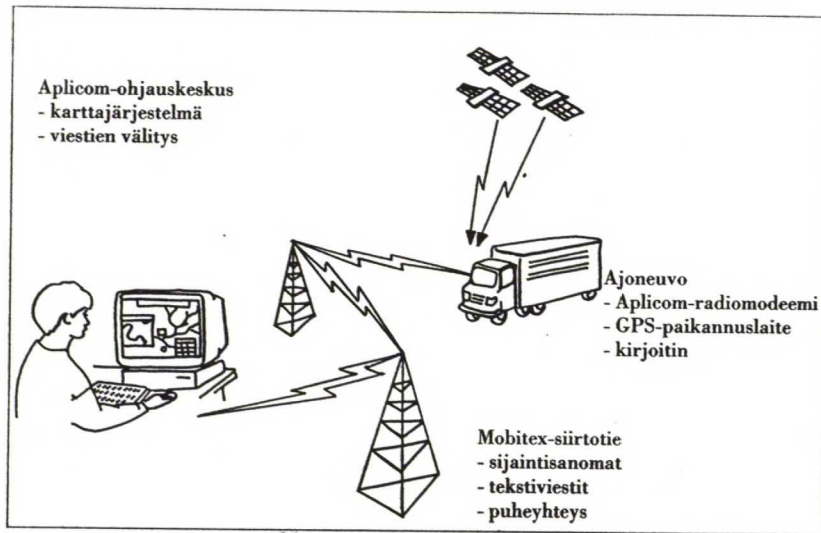 Aplicom-ohjauskeskus
- karttajärjestelmä
- viestien välitys
Ajoneuvo
- Aplicom-radiomodeemi
- GPS-paikannuslaite
- kirjoitin
Mobitex-siirtotie
- sijaintisanomat
- tekstiviestit
- puheyhteys